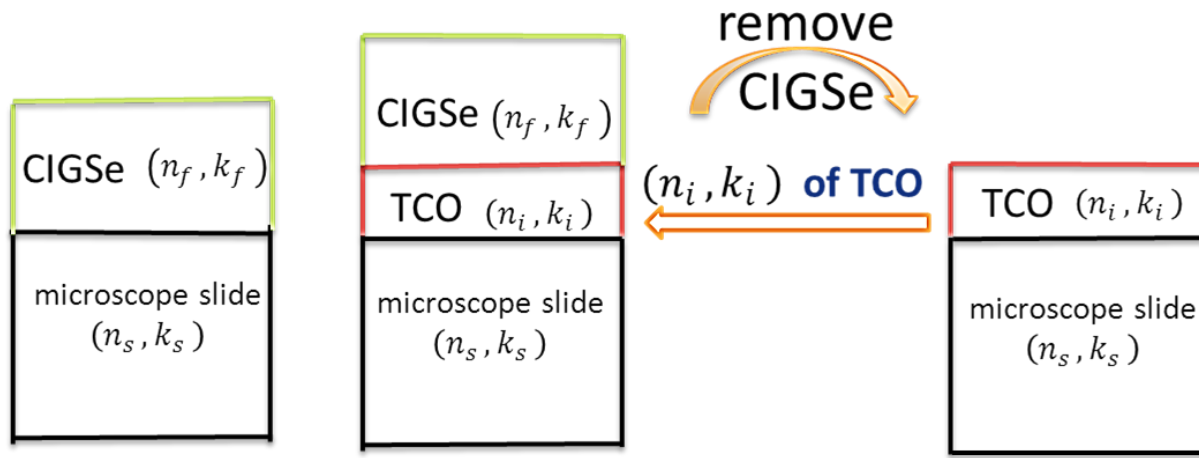 CIGSe (n_f, k_f)
microscope slide
(n_s, k_s)
CIGSe (n_f, k_f)
TCO (n_i, k_i)
microscope slide
(n_s, k_s)
remove
CIGSe
(n_i, k_i) of TCO
TCO (n_i, k_i)
microscope slide
(n_s, k_s)